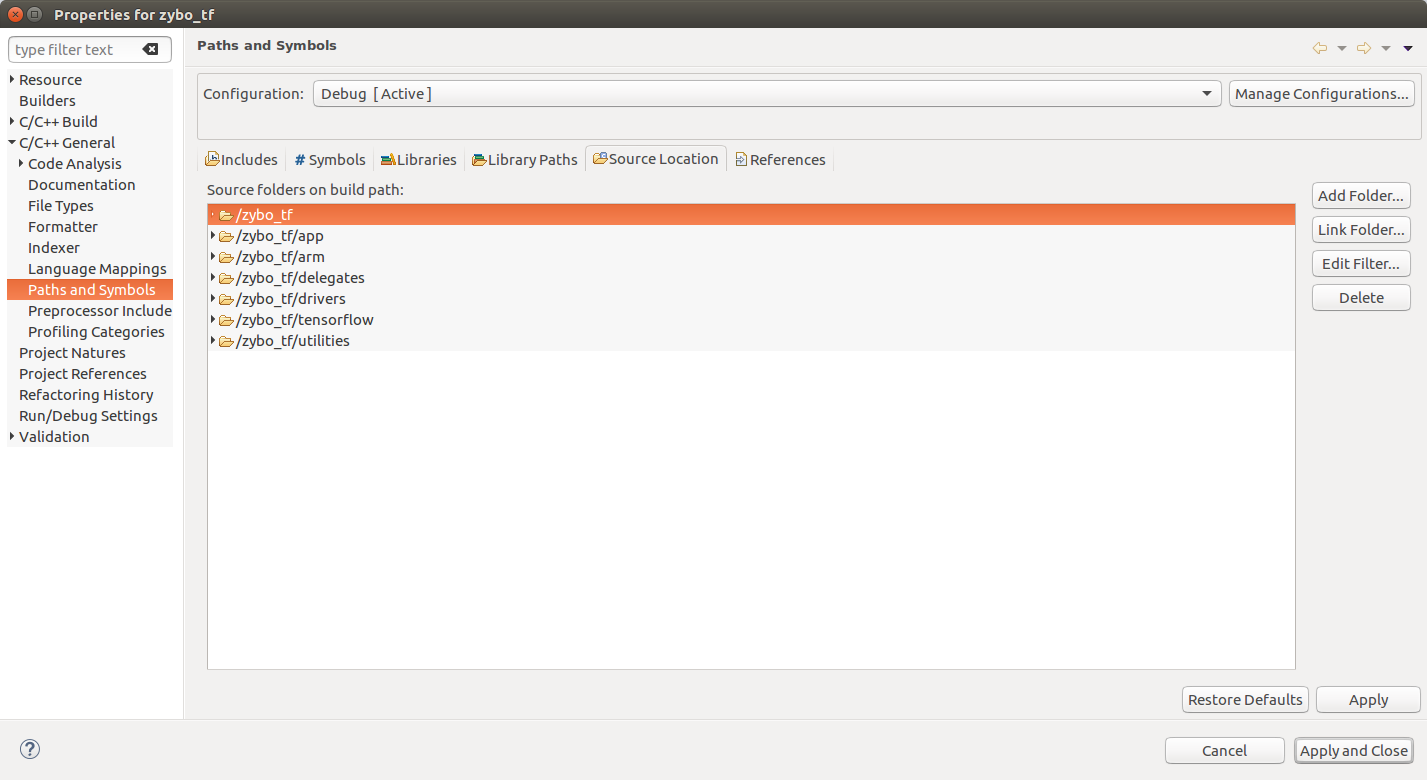 Properties for zybo_tf
type filter text
Resource
Builders
C/C++ Build
C/C++ General
Code Analysis
Documentation
File Types
Formatter
Indexer
Language Mappings
Paths and Symbols
Preprocessor Include
Profiling Categories
Project Natures
Project References
Refactoring History
Run/Debug Settings
Validation
Paths and Symbols
Configuration: Debug [ Active ] Manage Configurations...
Includes # Symbols Libraries Library Paths Source Location References
Source folders on build path:
/zybo_tf
/zybo_tf/app
/zybo_tf/arm
/zybo_tf/delegates
/zybo_tf/drivers
/zybo_tf/tensorflow
/zybo_tf/utilities
Add Folder...
Link Folder...
Edit Filter...
Delete
Restore Defaults Apply
? Cancel Apply and Close